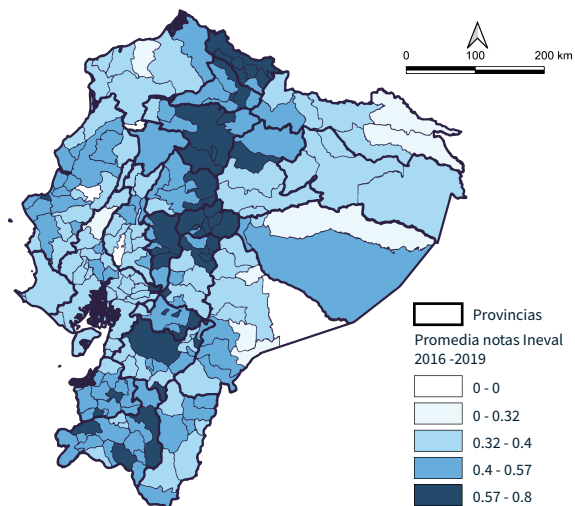 0 100 200 km
Provincias
Promedia notas Ineval
2016 -2019
0 - 0
0 - 0.32
0.32 - 0.4
0.4 - 0.57
0.57 - 0.8